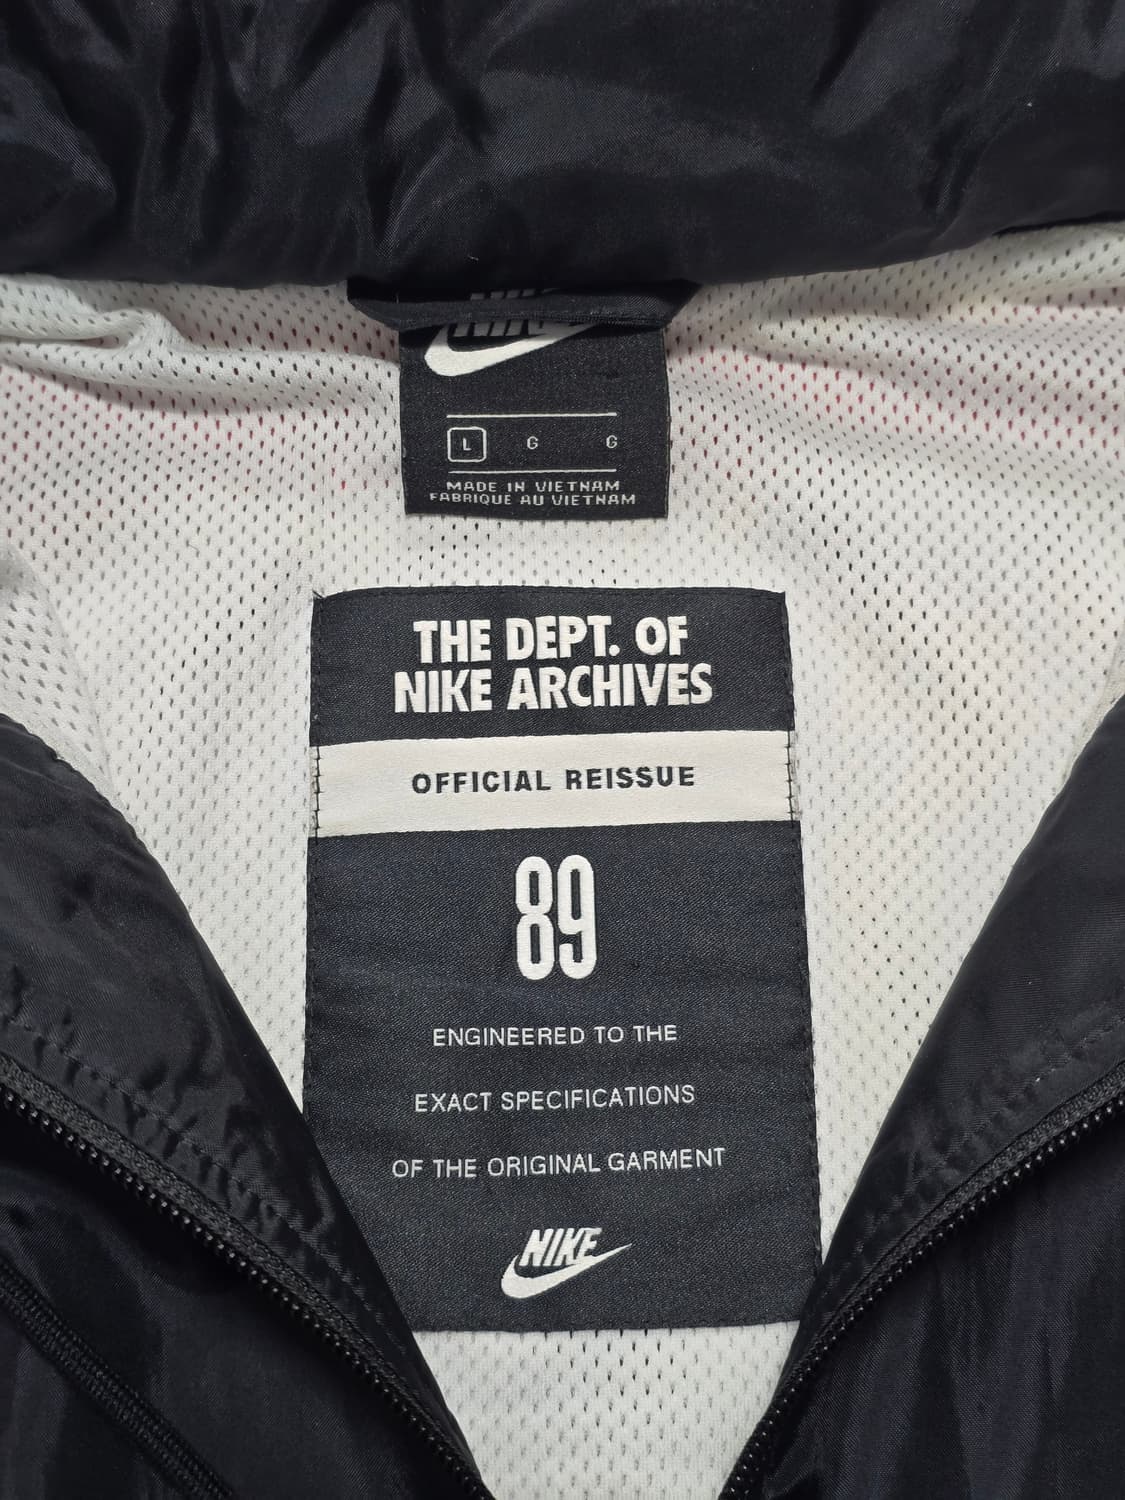 NIKE
L G G
MADE IN VIETNAM
FABRIQUE AU VIETNAM
THE DEPT. OF
NIKE ARCHIVES
OFFICIAL REISSUE
89
ENGINEERED TO THE
EXACT SPECIFICATIONS
OF THE ORIGINAL GARMENT
NIKE